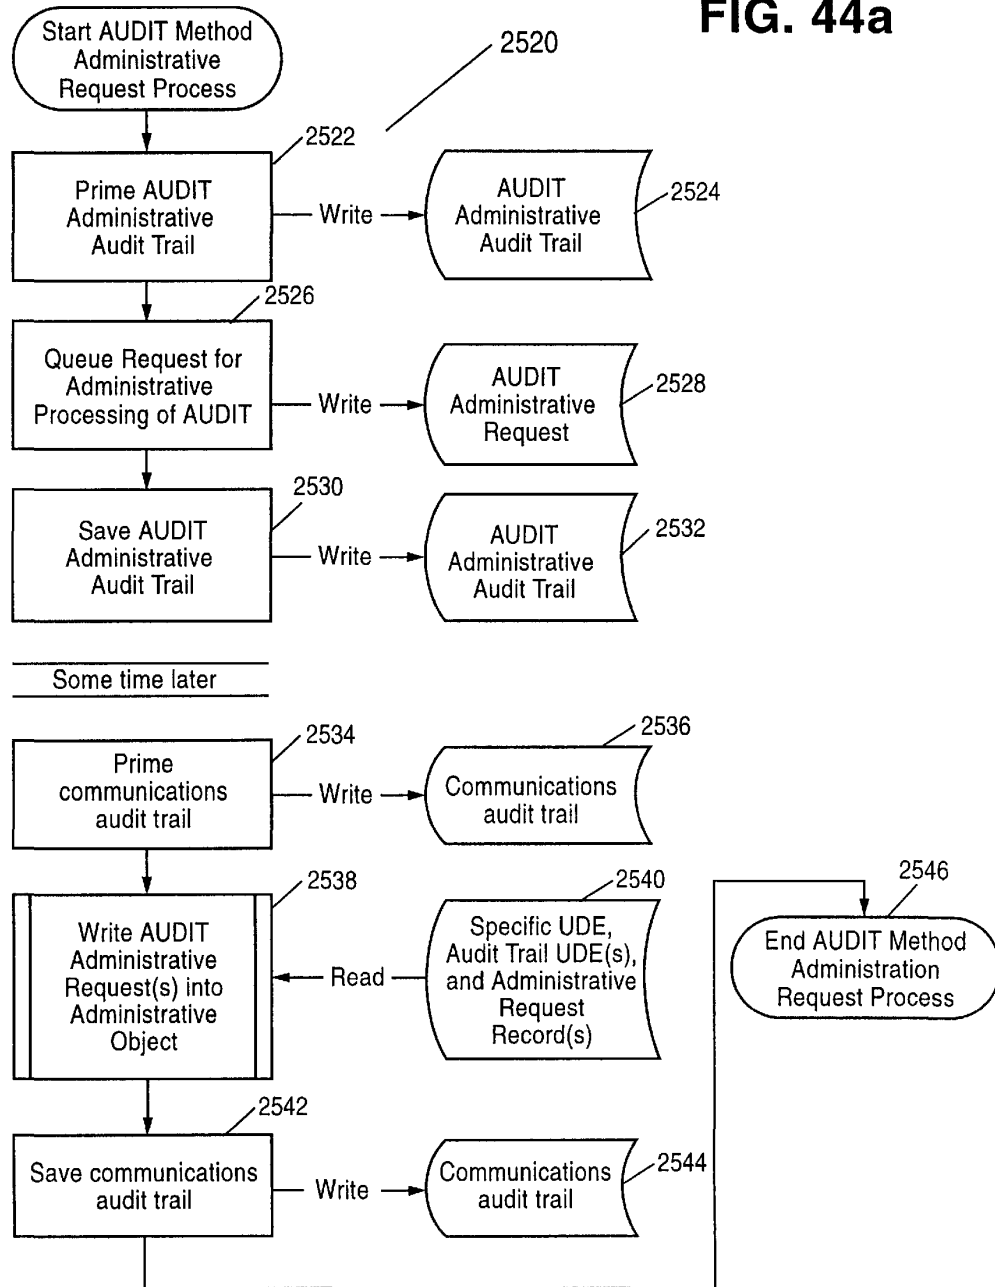 FIG. 44a
Start AUDIT Method
Administrative
Request Process
2520
2522
Prime AUDIT
Administrative
Audit Trail
Write
AUDIT
Administrative
Audit Trail
2524
2526
Queue Request for
Administrative
Processing of AUDIT
Write
AUDIT
Administrative
Request
2528
2530
Save AUDIT
Administrative
Audit Trail
Write
AUDIT
Administrative
Audit Trail
2532
Some time later
2534
Prime
communications
audit trail
Write
2536
Communications
audit trail
2538
Write AUDIT
Administrative
Request(s) into
Administrative
Object
Read
2540
Specific UDE,
Audit Trail UDE(s),
and Administrative
Request
Record(s)
2546
End AUDIT Method
Administration
Request Process
2542
Save communications
audit trail
Write
Communications
audit trail
2544